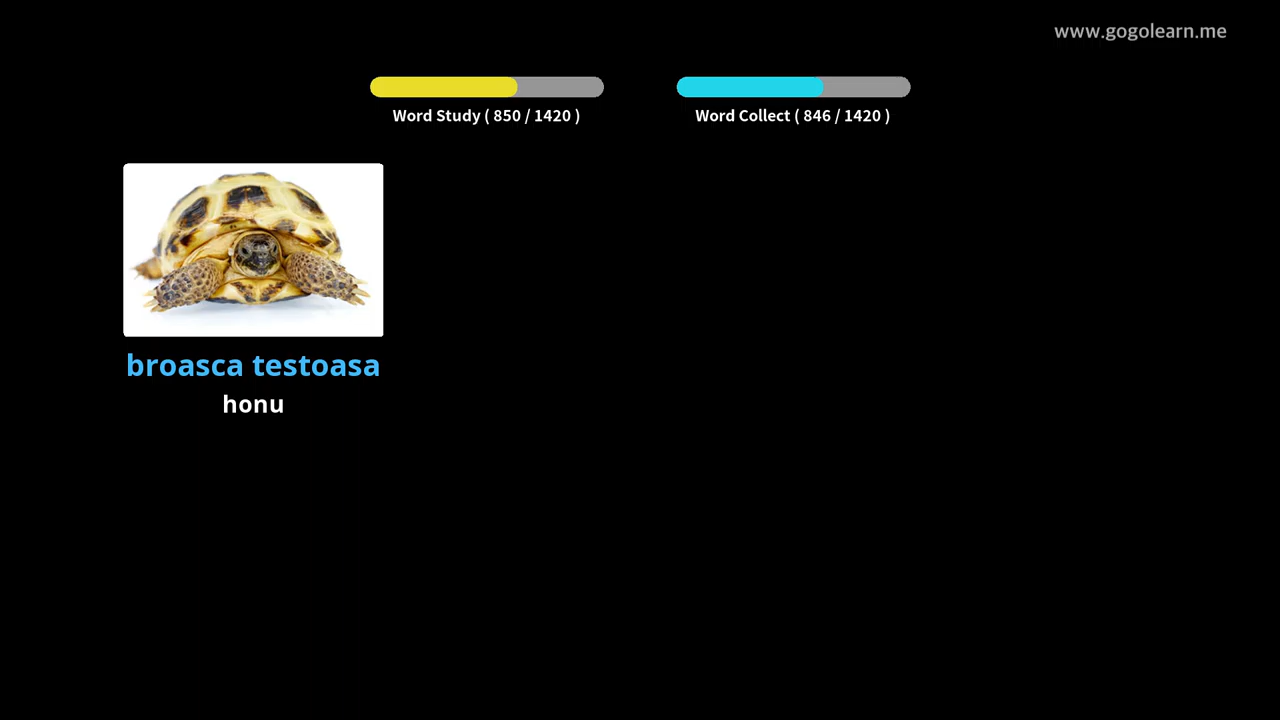 www.gogolearn.me
Word Study ( 850 / 1420 )
Word Collect ( 846 / 1420 )
broasca testoasa
honu